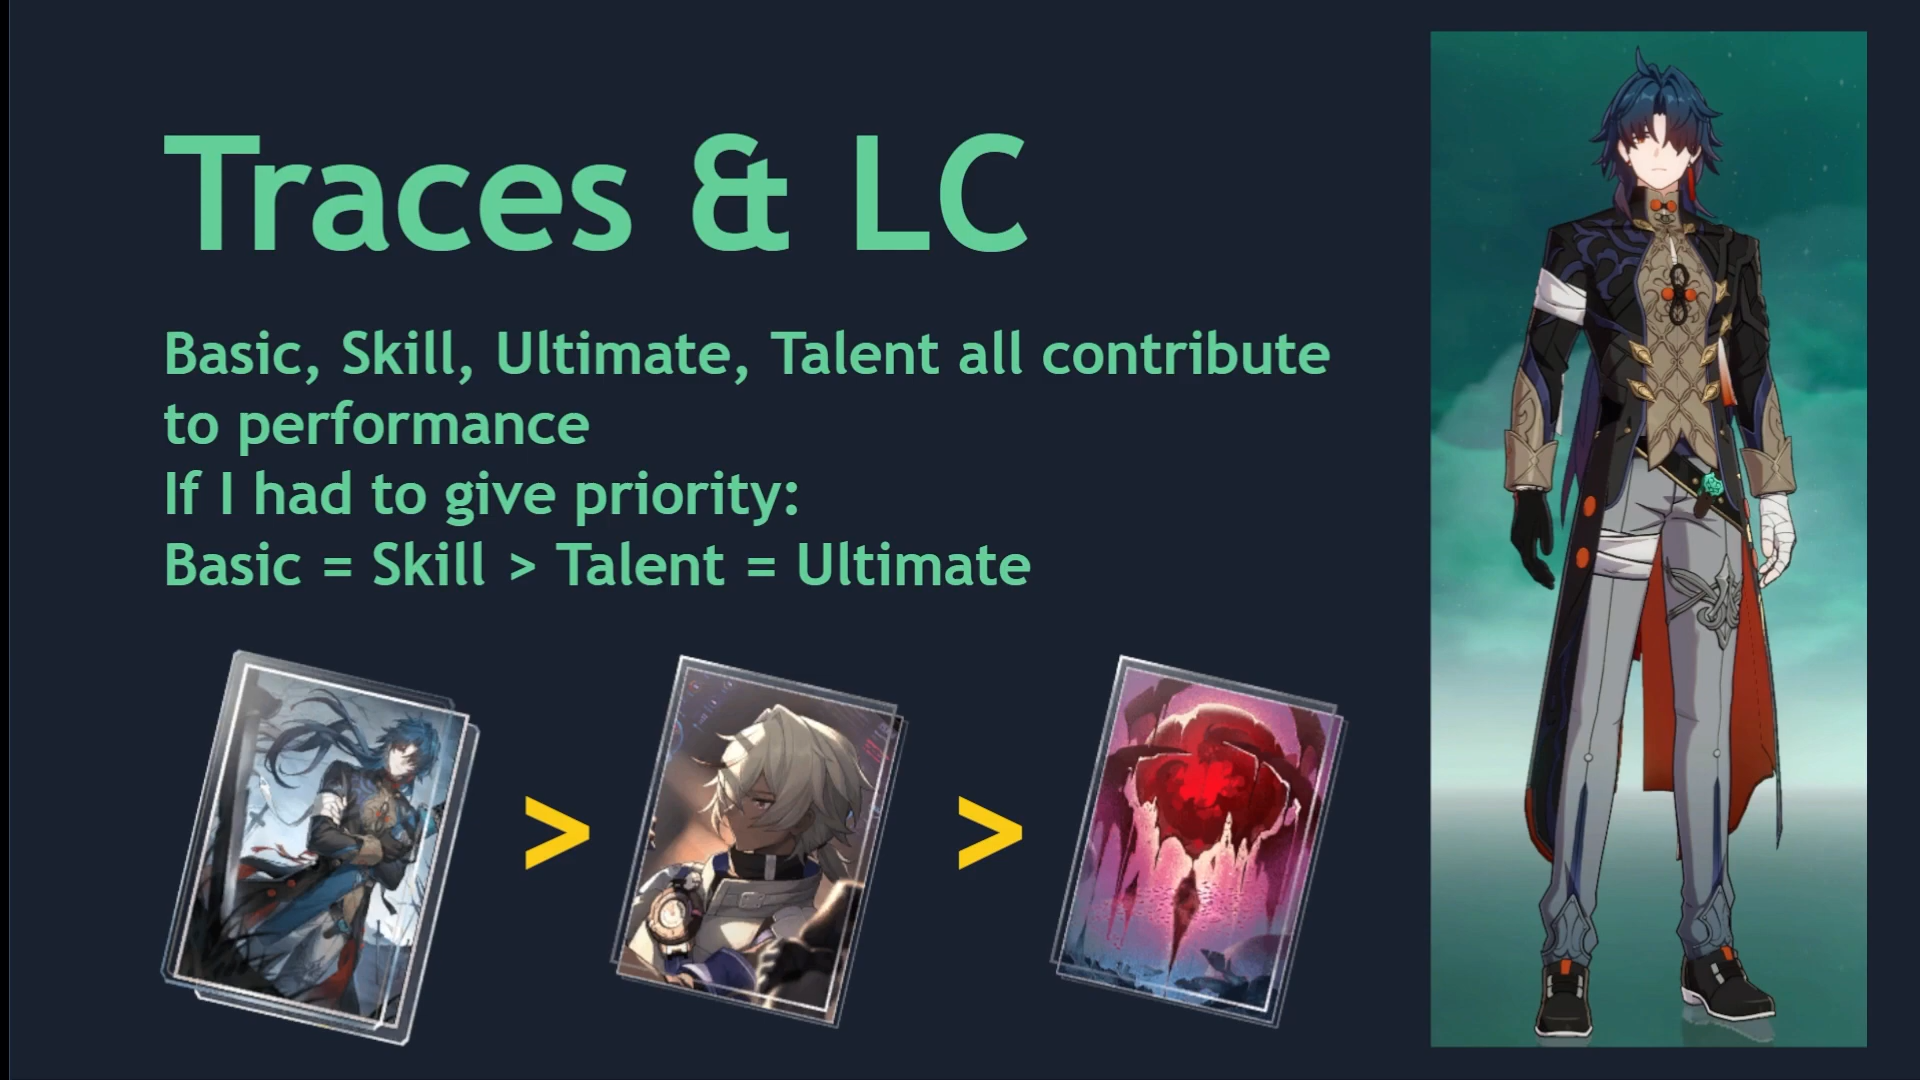 Traces & LC
Basic, Skill, Ultimate, Talent all contribute
to performance
If I had to give priority:
Basic = Skill > Talent = Ultimate
> >